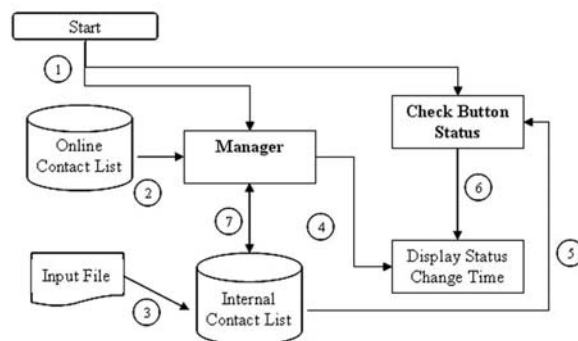 Start
1
Check Button
Status
Online
Contact List
Manager
2
6
7
4
Display Status
Change Time
5
Input File
3
Internal
Contact List